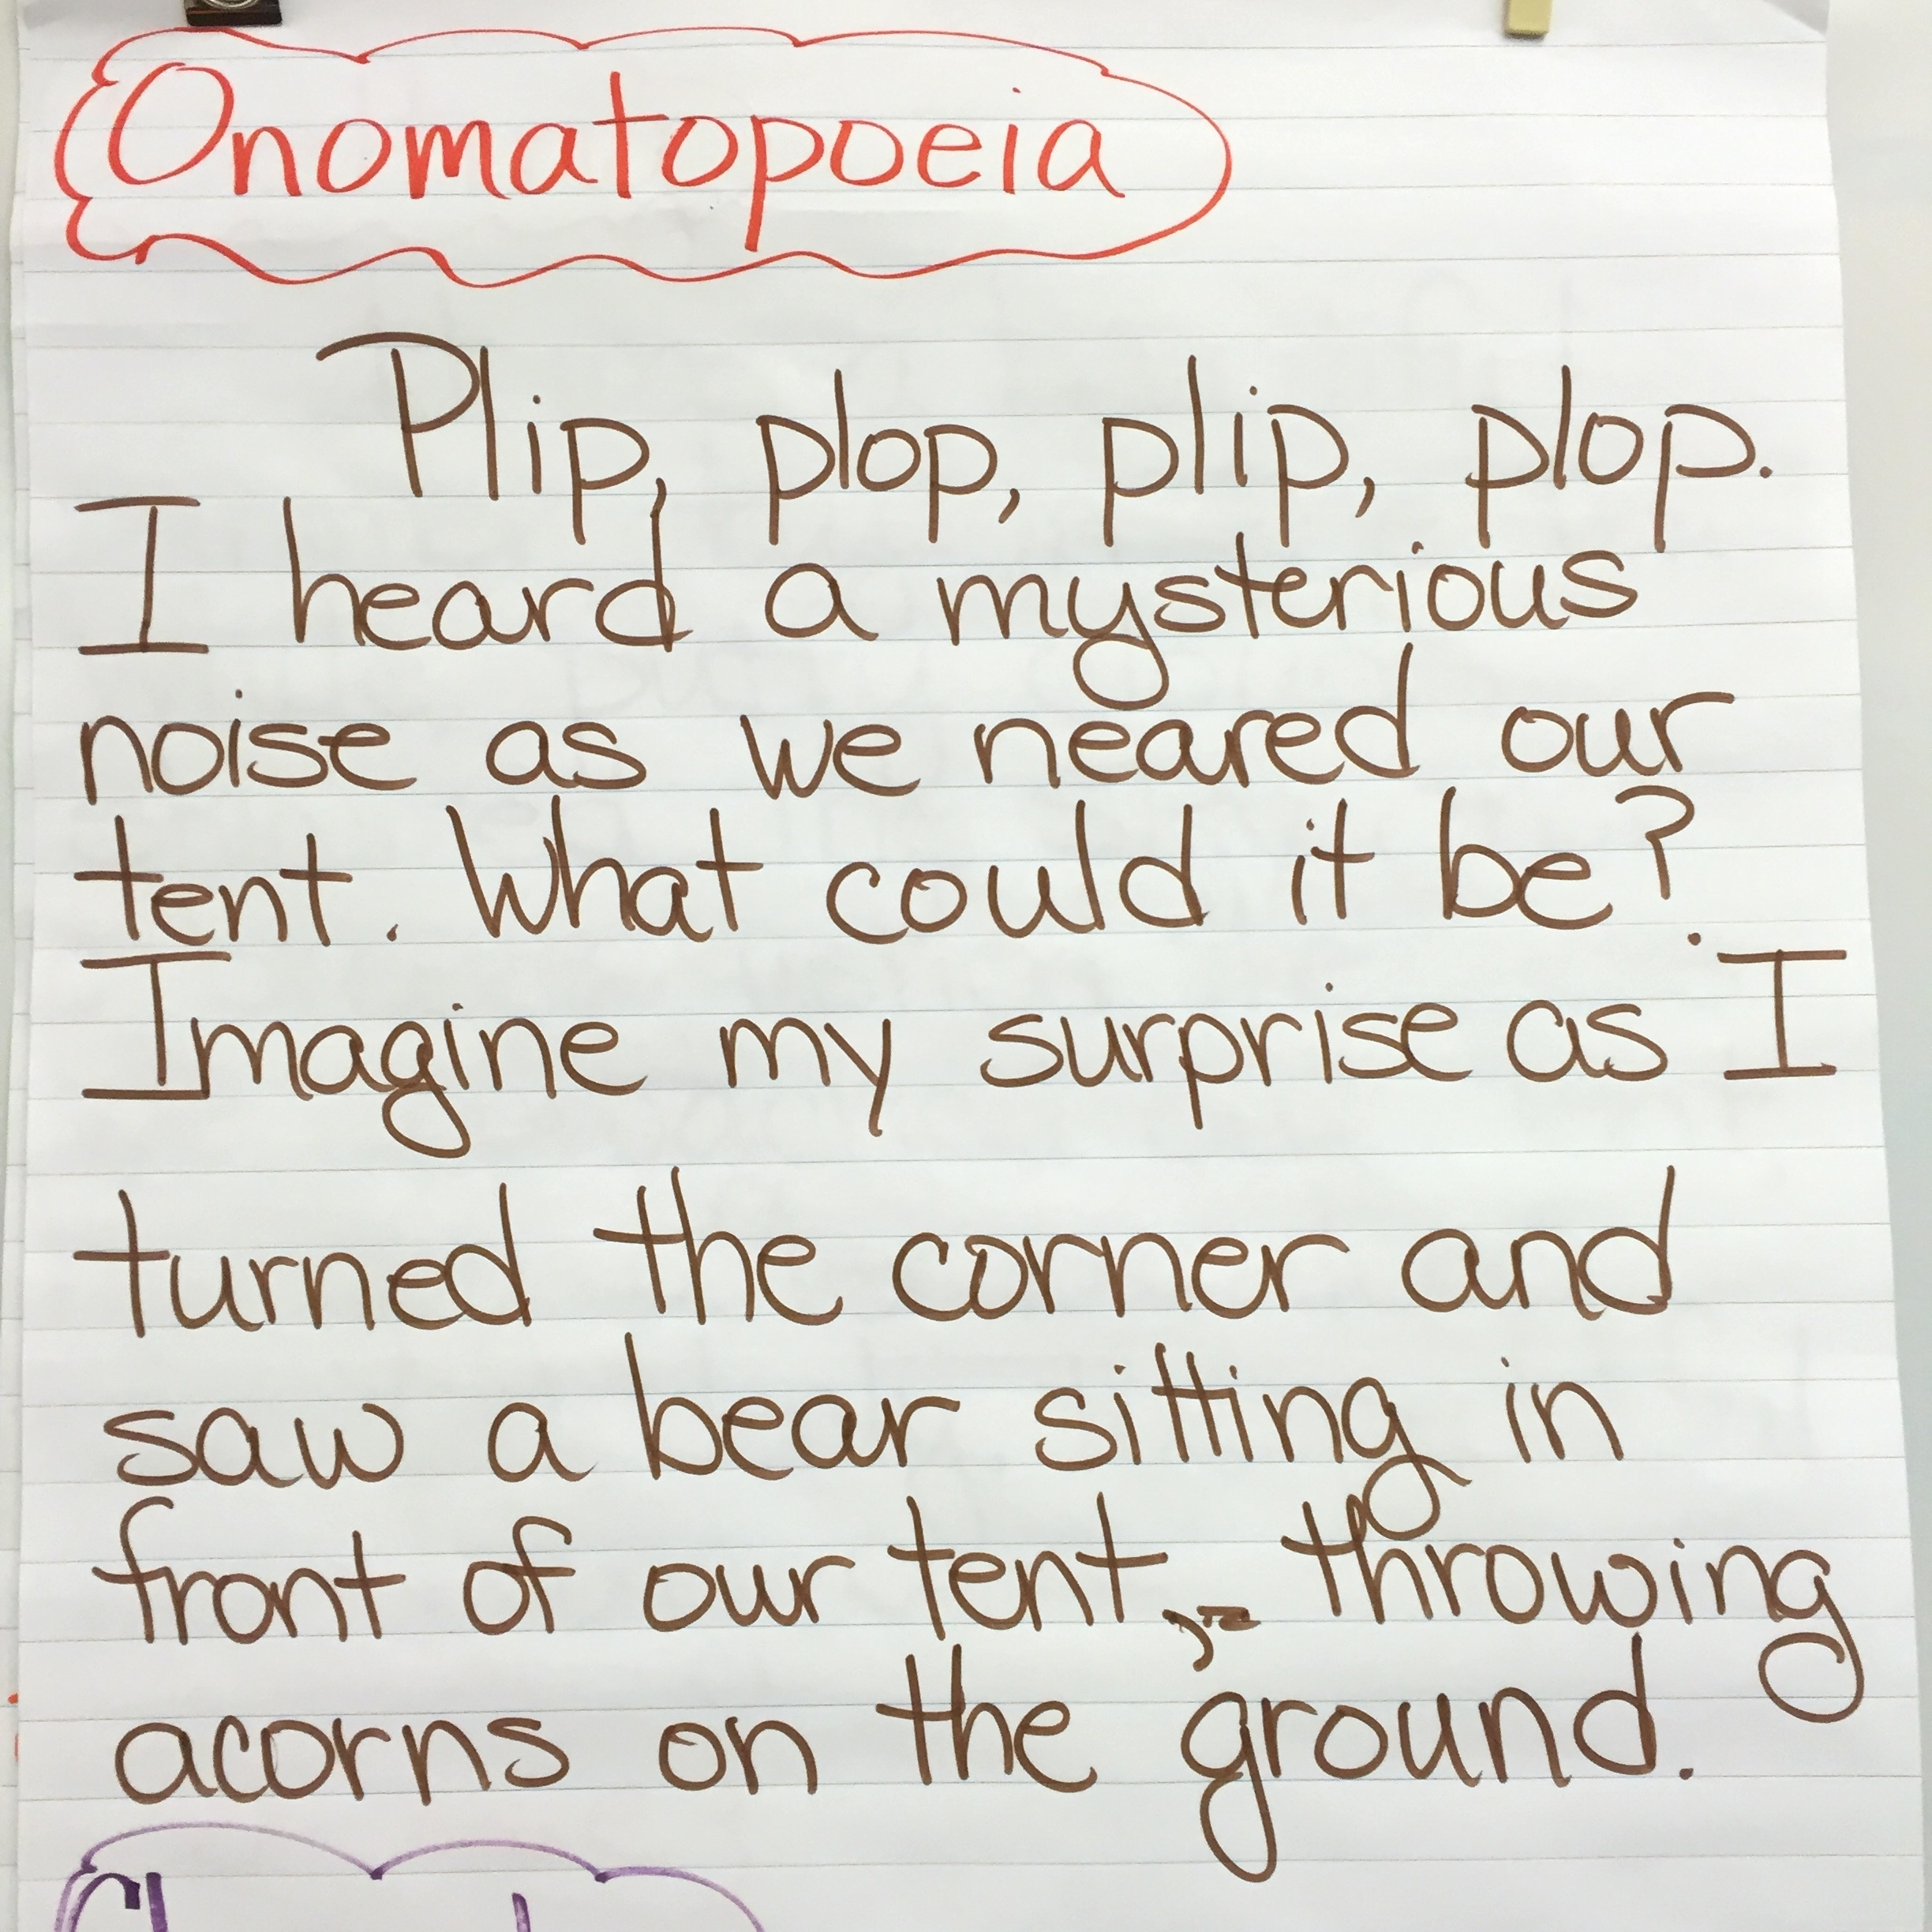 Onomatopoeia
Plip, plop, plip, plop.
I heard a mysterious
noise as we neared our
tent. What could it be?
Imagine my surprise as I
turned the corner and
saw a bear sitting in
front of our tent, throwing
acorns on the ground.